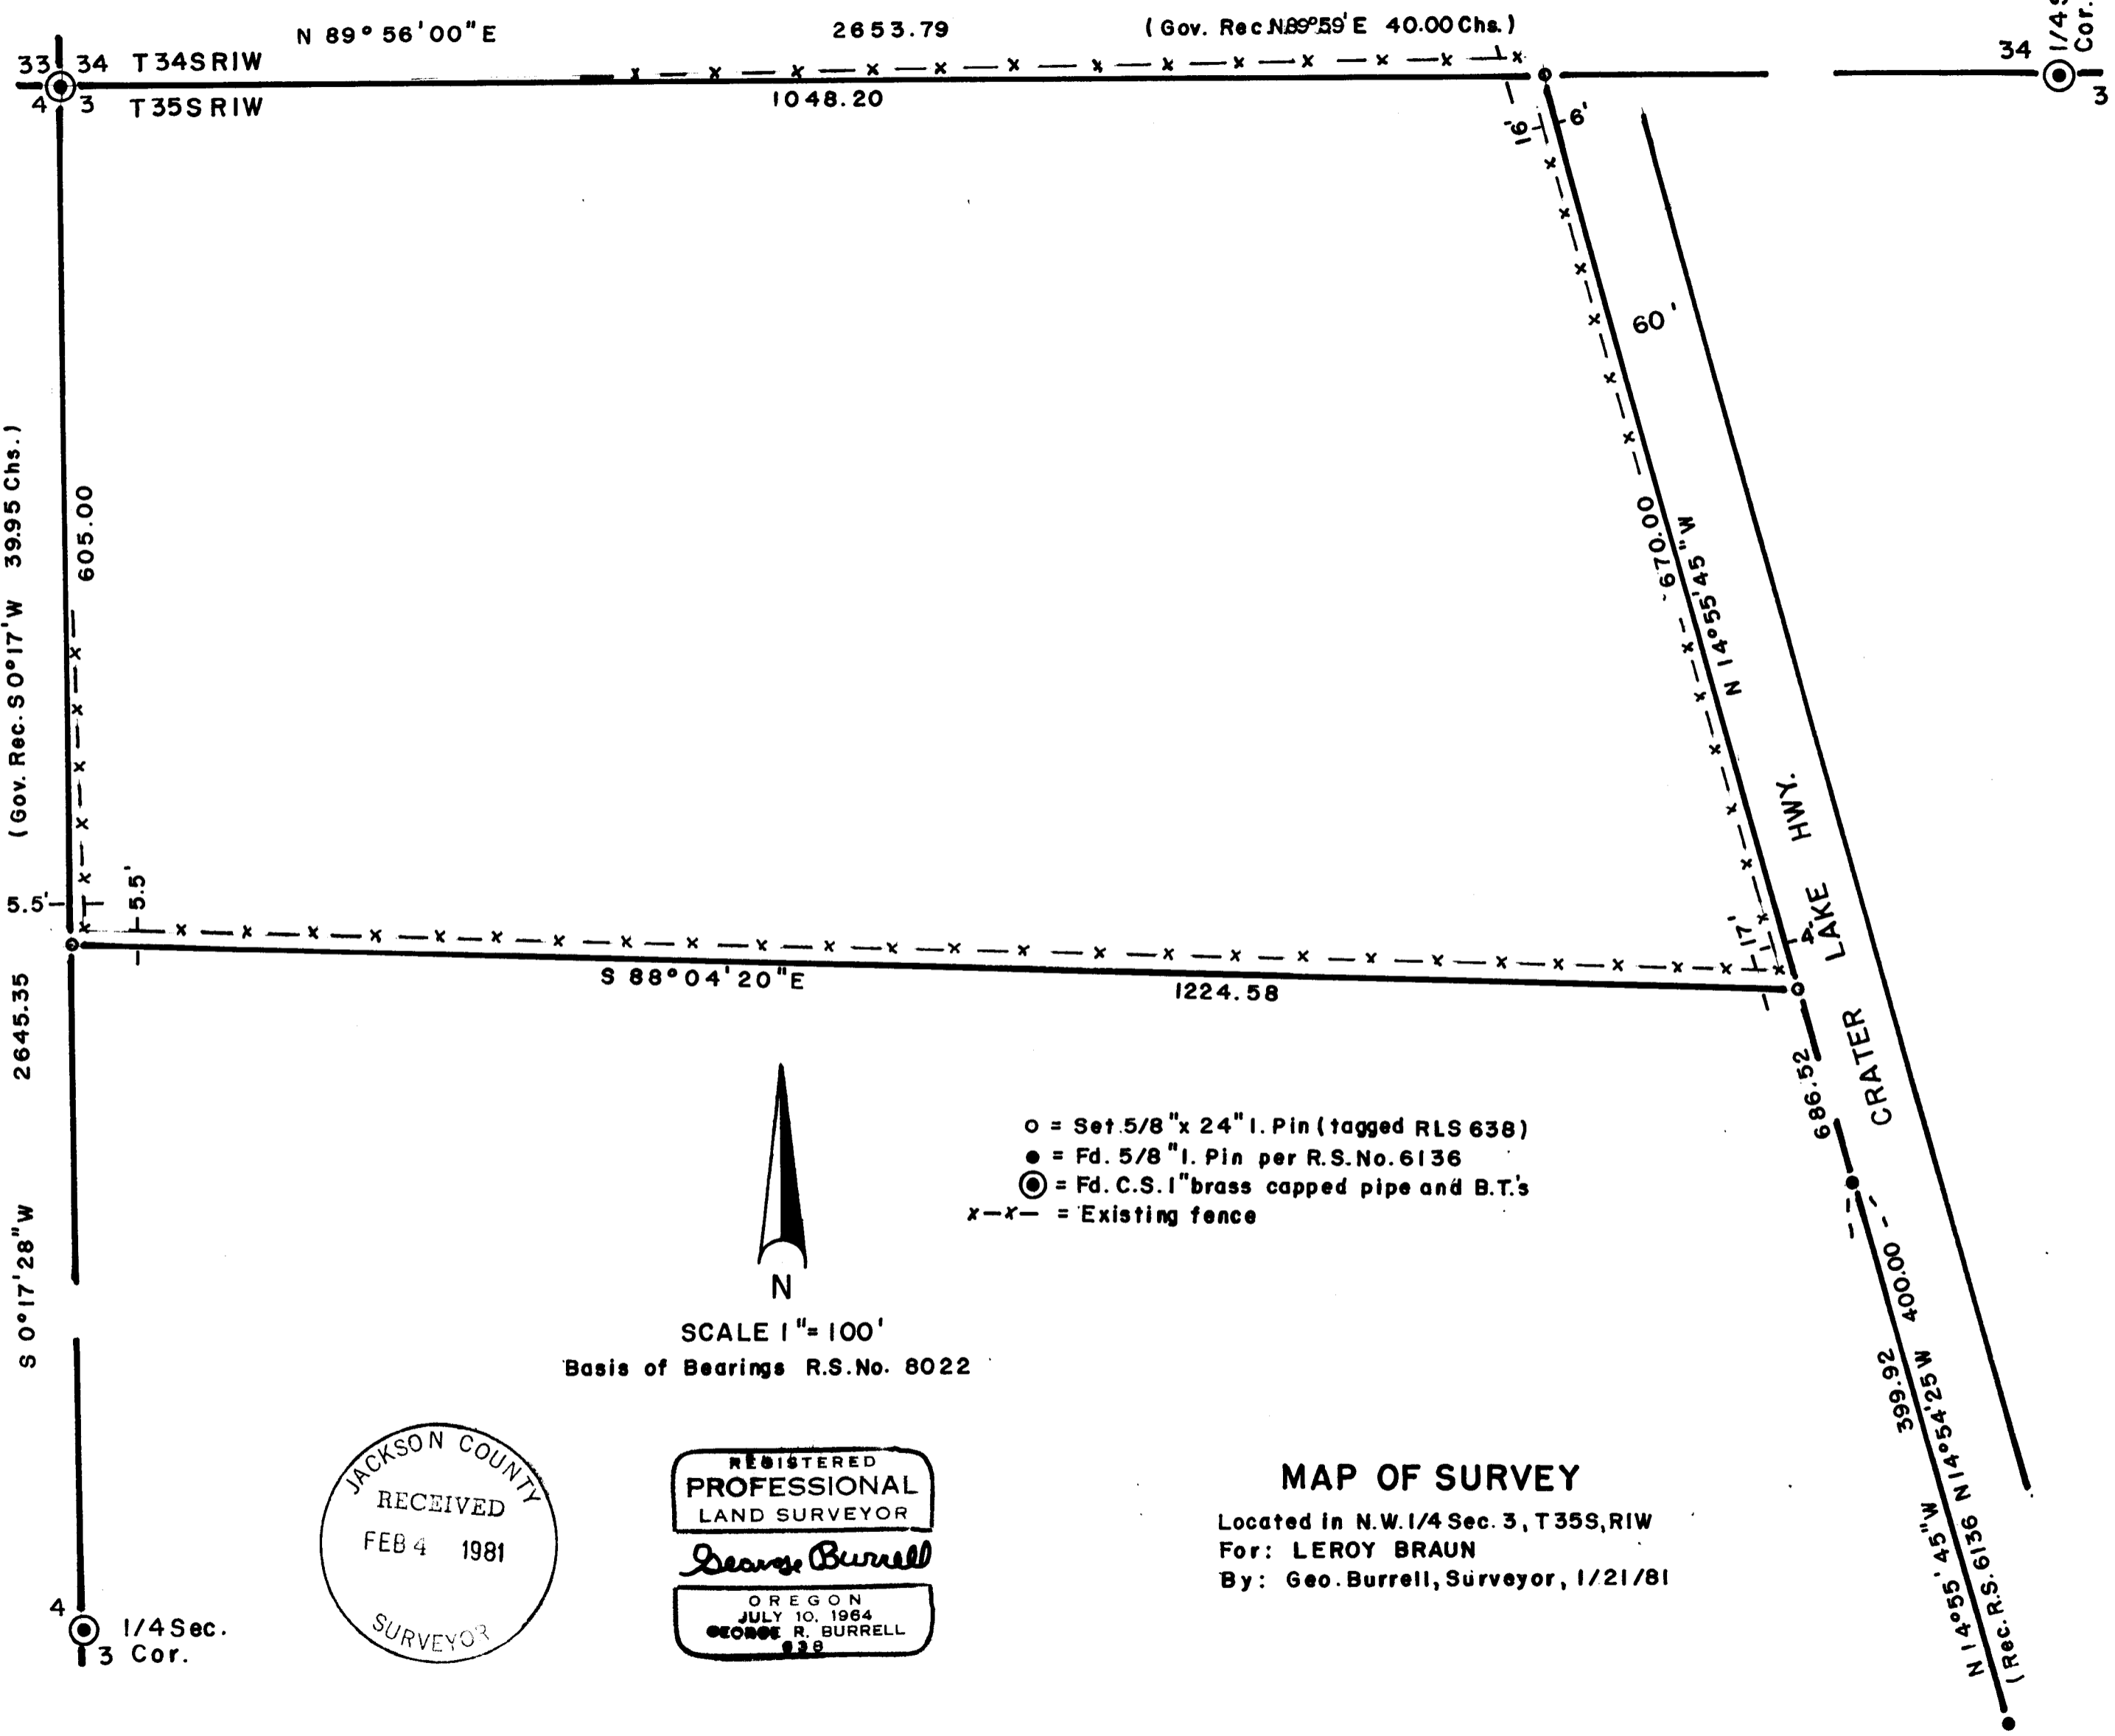 N 89° 56' 00" E 2653.79 (Gov. Rec. N 89° 59' E 40.00 Chs.)
33 34 T34S R1W
4 3 T35S R1W
1048.20
34 1/4 S
Cor.
3
16'
6'
60'
(Gov. Rec. S 0° 17' W 39.95 Chs.)
605.00
670.00
N 14° 55' 45" W
CRATER LAKE HWY.
5.5'
5.5'
17'
4'
S 88° 04' 20" E
1224.58
S 0° 17' 28" W 2645.35
686.52
N
SCALE 1" = 100'
Basis of Bearings R.S. No. 8022
o = Set 5/8" x 24" I. Pin (tagged RLS 638)
● = Fd. 5/8" I. Pin per R.S. No. 6136
◉ = Fd. C.S. 1" brass capped pipe and B.T.'s
x—x— = Existing fence
N 14° 55' 45" W 399.92
(Rec. R.S. 6136 N 14° 54' 25 W 400.00
4
1/4 Sec.
3 Cor.
JACKSON COUNTY
RECEIVED
FEB 4 1981
SURVEYOR
REGISTERED
PROFESSIONAL
LAND SURVEYOR
George Burrell
OREGON
JULY 10, 1964
GEORGE R. BURRELL
638
MAP OF SURVEY
Located in N.W. 1/4 Sec. 3, T35S, R1W
For: LEROY BRAUN
By: Geo. Burrell, Surveyor, 1/21/81